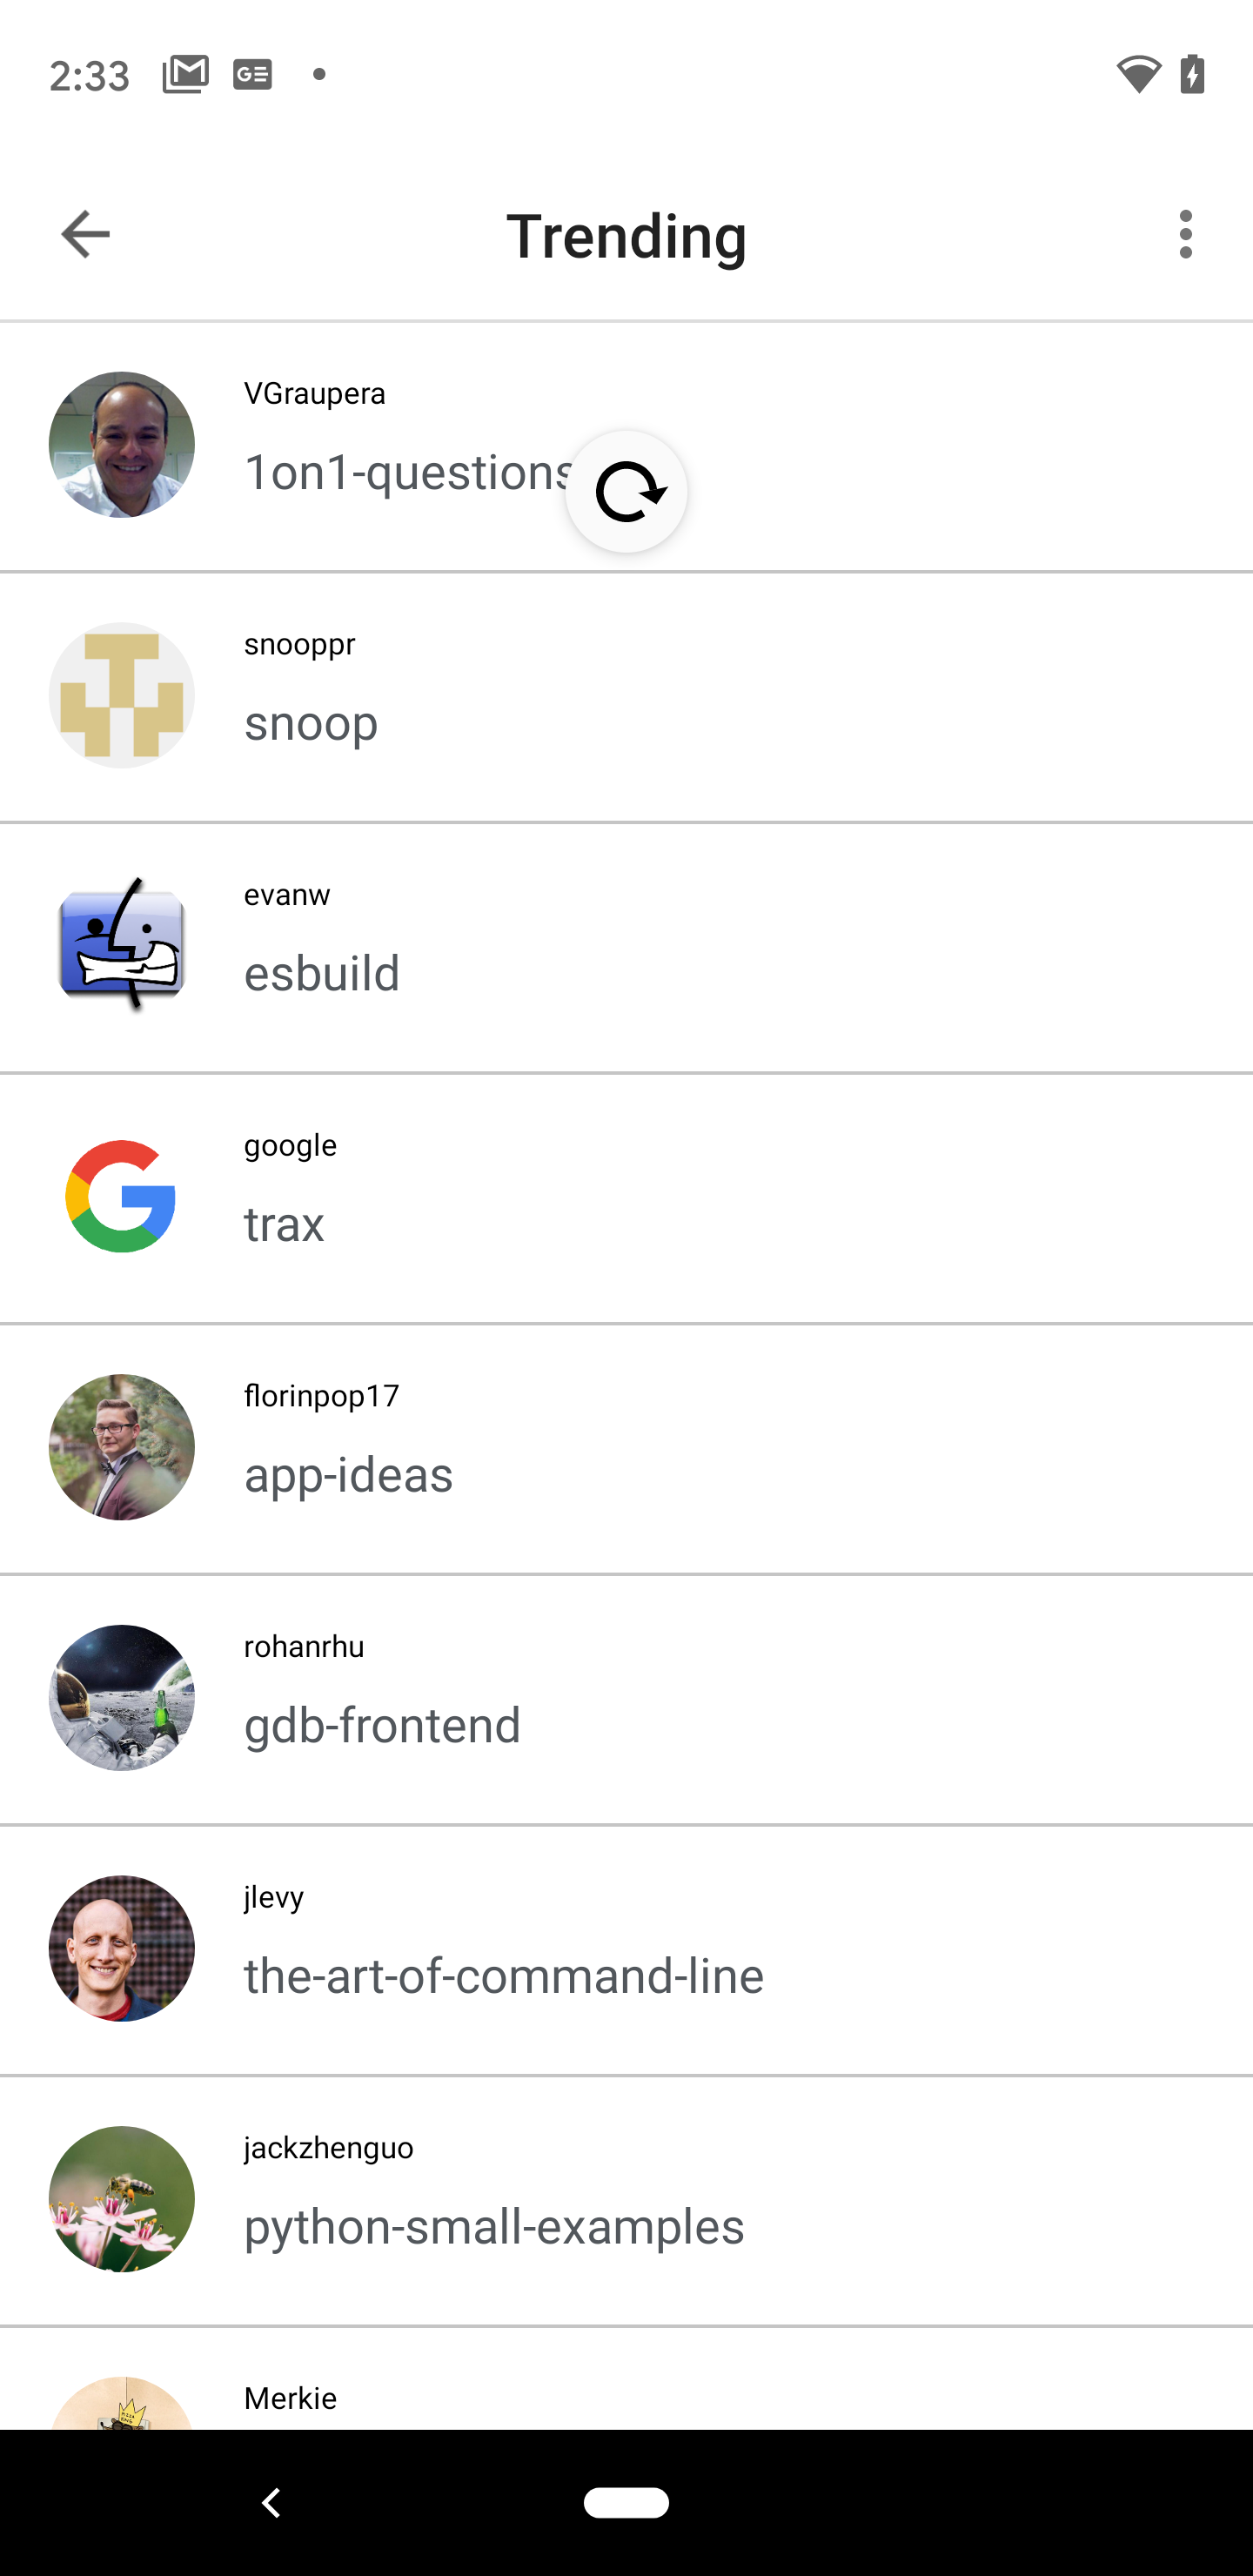 2:33
Trending
VGraupera
1on1-questions
snooppr
snoop
evanw
esbuild
google
trax
florinpop17
app-ideas
rohanrhu
gdb-frontend
jlevy
the-art-of-command-line
jackzhenguo
python-small-examples
Merkie